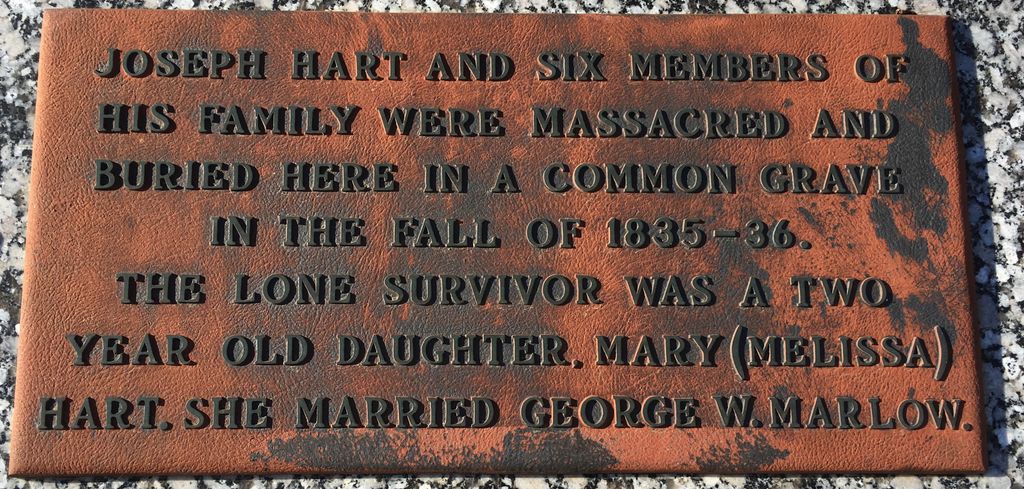 JOSEPH HART AND SIX MEMBERS OF
HIS FAMILY WERE MASSACRED AND
BURIED HERE IN A COMMON GRAVE
IN THE FALL OF 1835-36.
THE LONE SURVIVOR WAS A TWO
YEAR OLD DAUGHTER, MARY (MELISSA)
HART. SHE MARRIED GEORGE W. MARLOW.